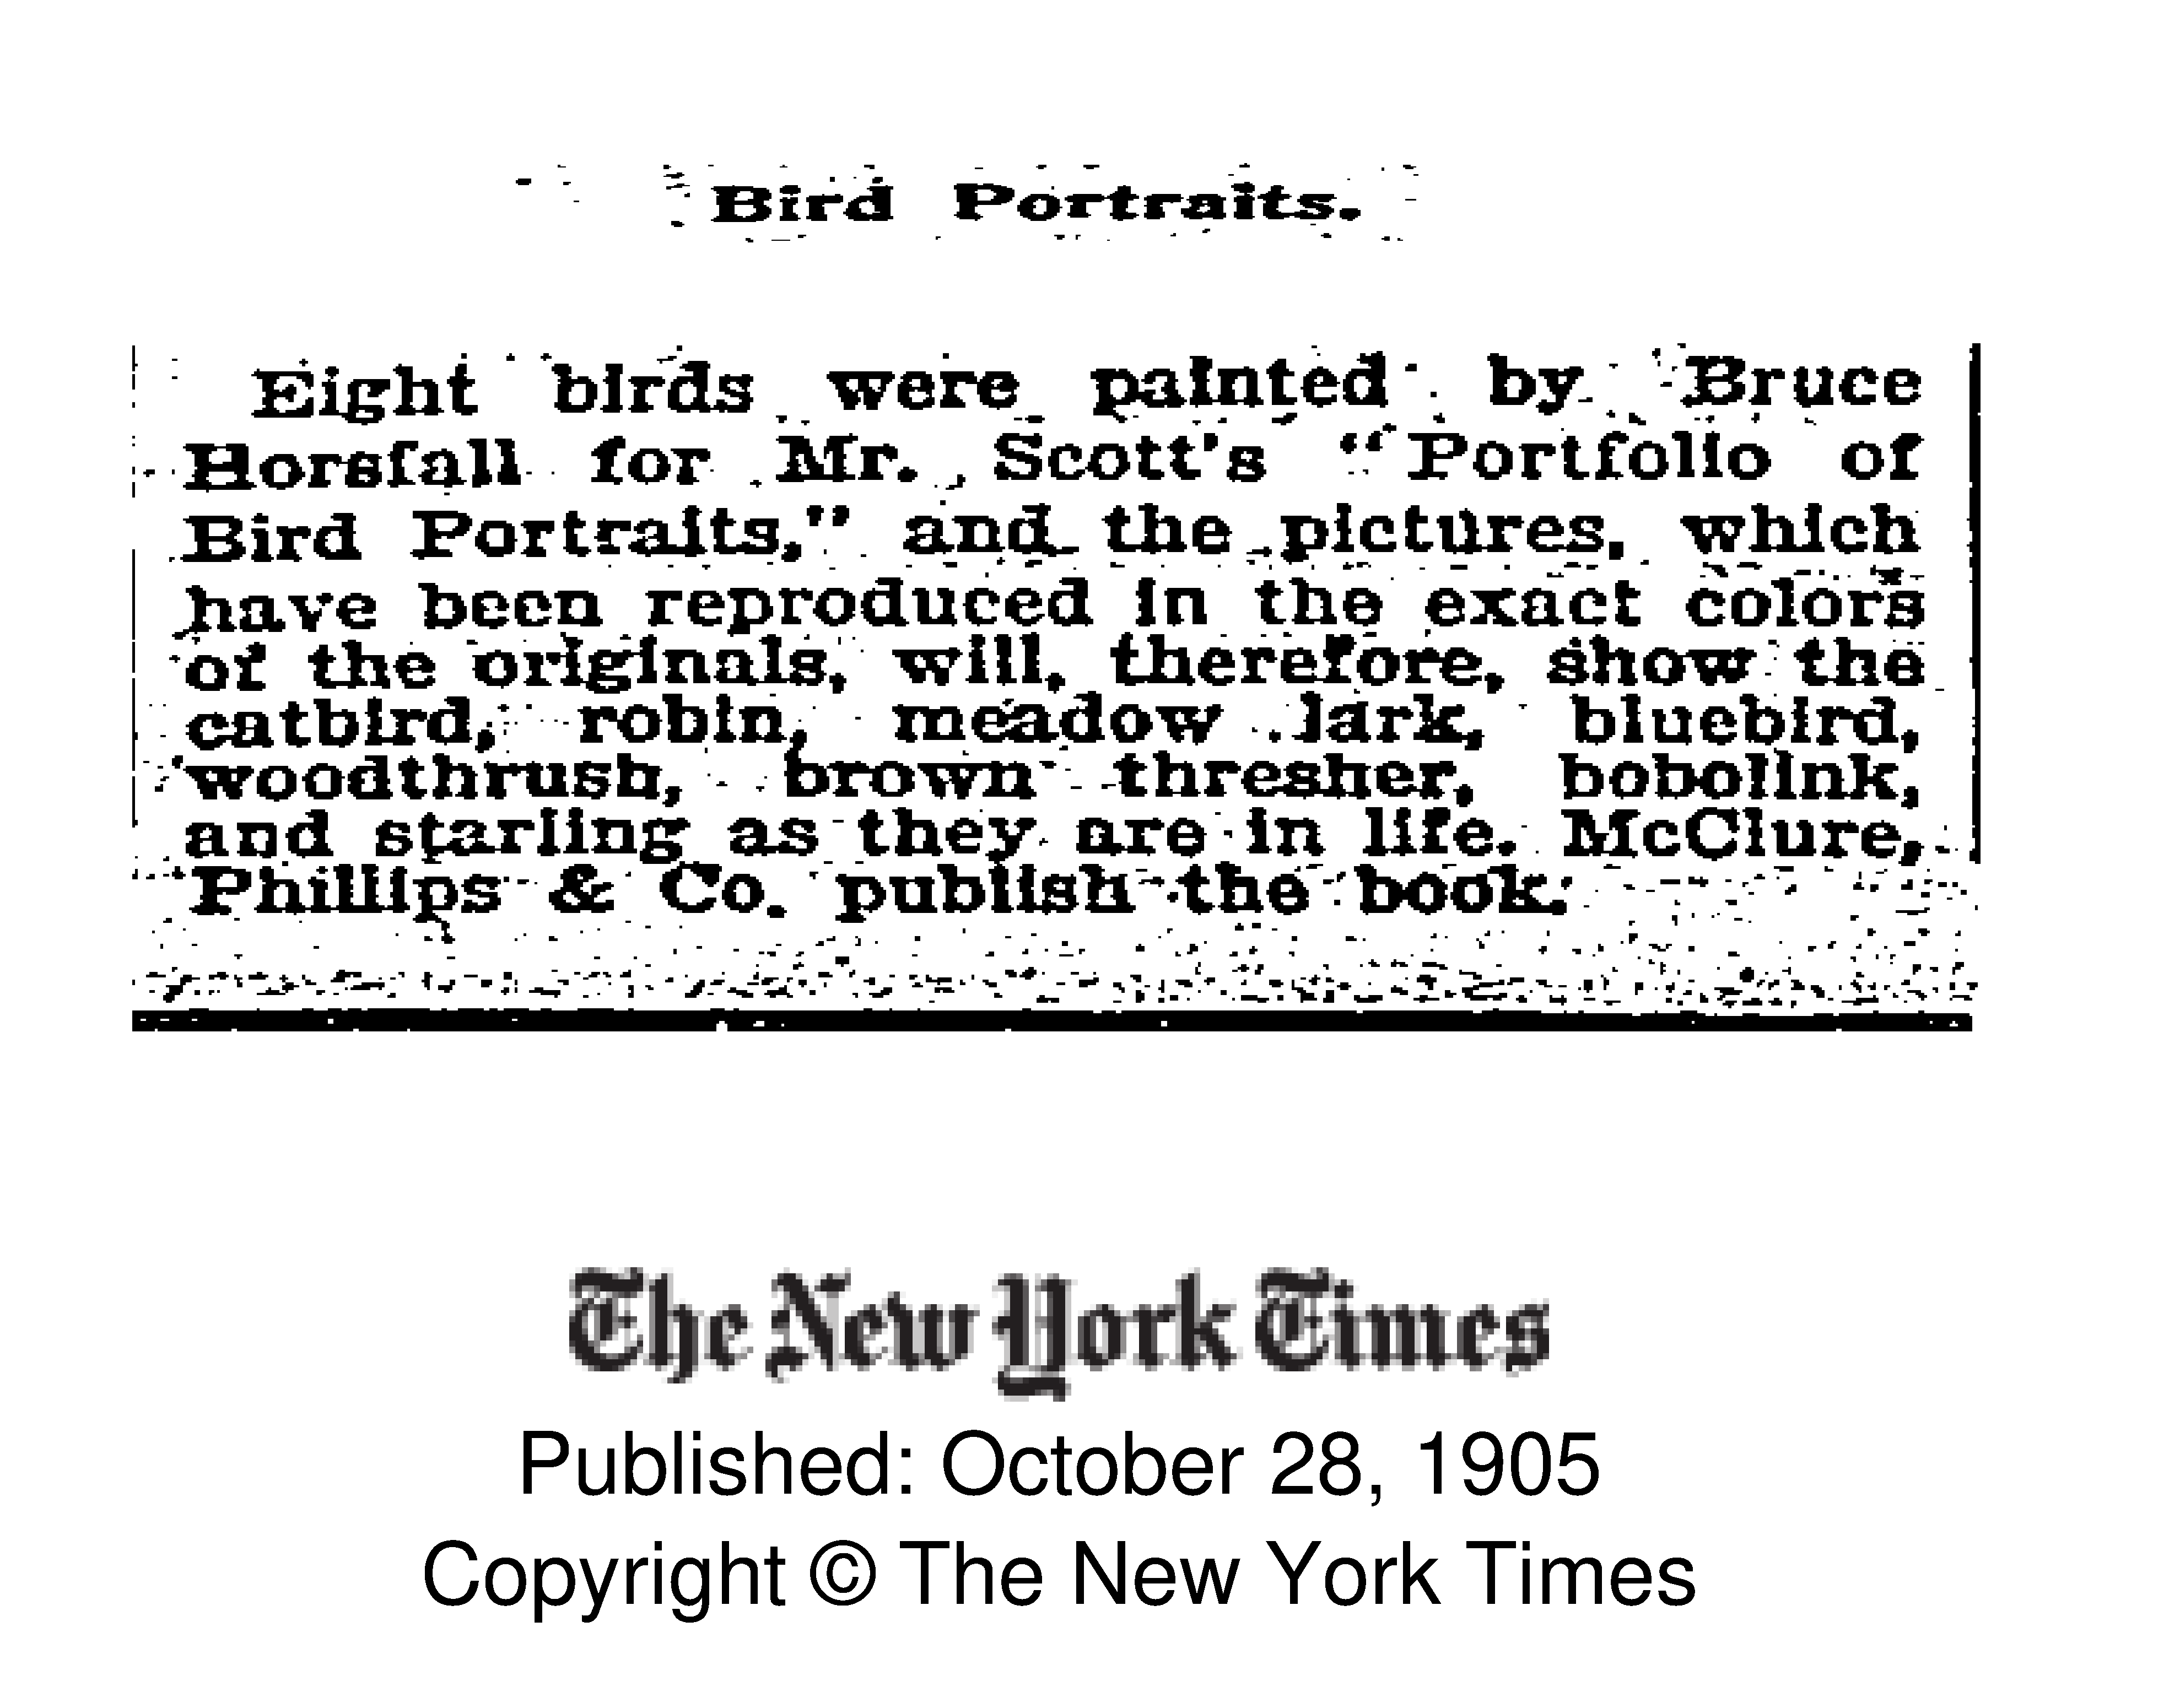 Bird Portraits.
Eight birds were painted by Bruce
Horsfall for Mr. Scott's "Portfolio of
Bird Portraits," and the pictures, which
have been reproduced in the exact colors
of the originals, will, therefore, show the
catbird, robin, meadow lark, bluebird,
woodthrush, brown thresher, bobolink,
and starling as they are in life. McClure,
Phillips & Co. publish the book.
The New York Times
Published: October 28, 1905
Copyright © The New York Times